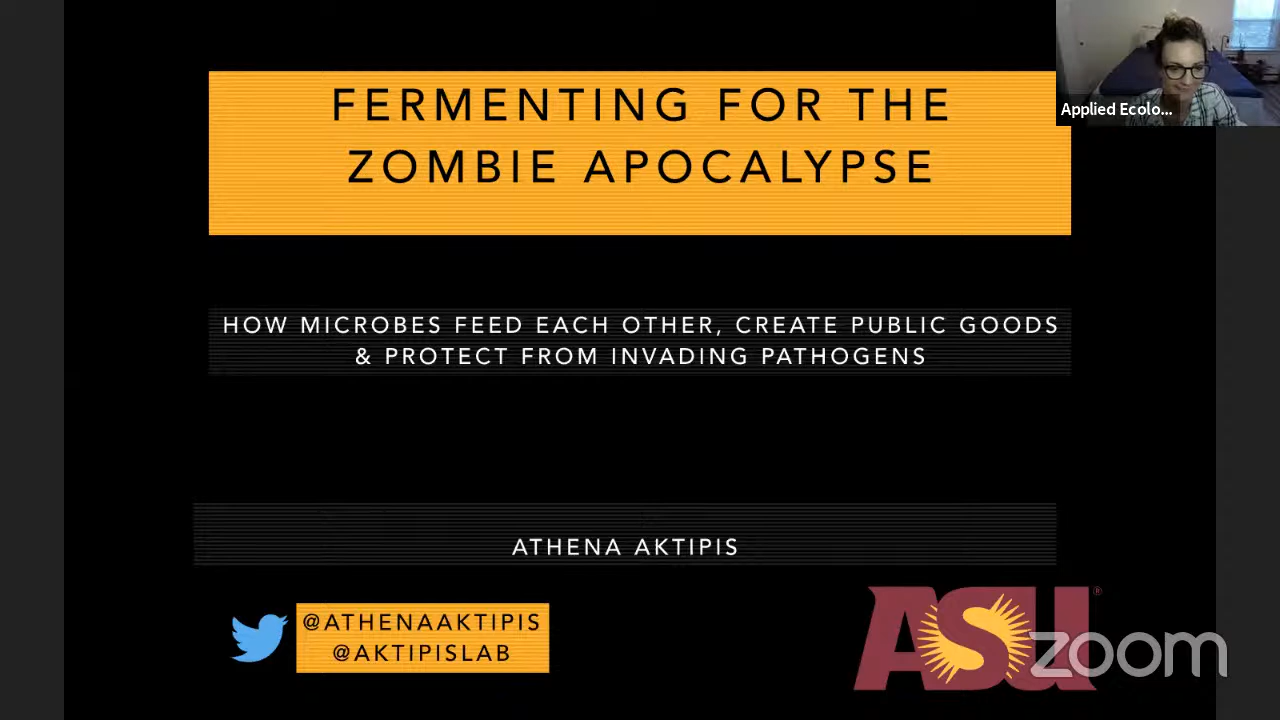 FERMENTING FOR THE
ZOMBIE APOCALYPSE
Applied Ecolo...
HOW MICROBES FEED EACH OTHER, CREATE PUBLIC GOODS
& PROTECT FROM INVADING PATHOGENS
ATHENA AKTIPIS
@ATHENAAKTIPIS
@AKTIPISLAB
ASU®
zoom